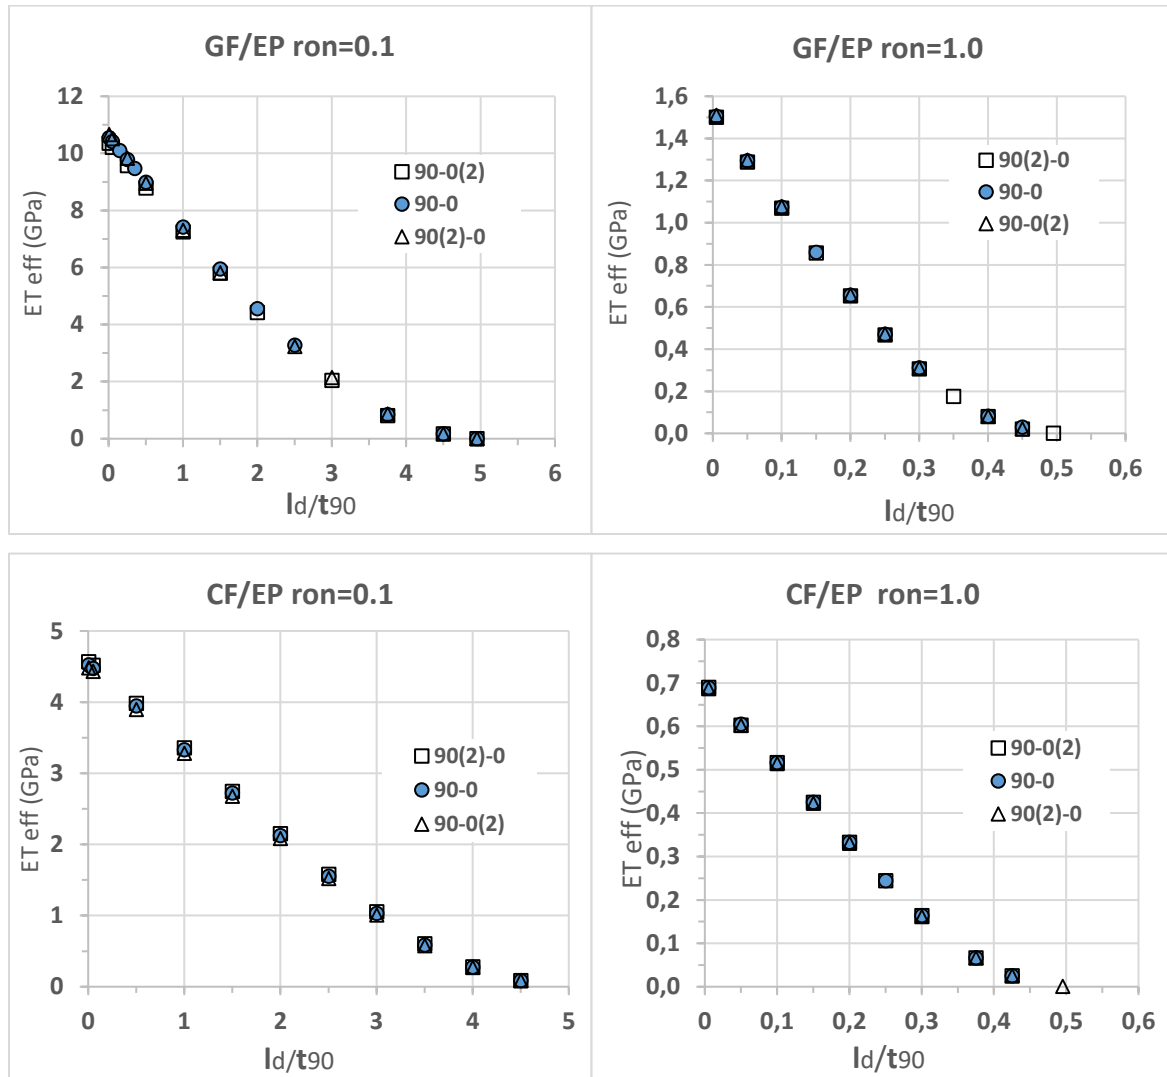 GF/EP ron=0.1
12
10
8
6
4
2
0
ET eff (GPa)
90-0(2)
90-0
90(2)-0
0 1 2 3 4 5 6
ld/t90
GF/EP ron=1.0
1,6
1,4
1,2
1,0
0,8
0,6
0,4
0,2
0,0
ET eff (GPa)
90(2)-0
90-0
90-0(2)
0 0,1 0,2 0,3 0,4 0,5 0,6
ld/t90
CF/EP ron=0.1
5
4
3
2
1
0
ET eff (GPa)
90(2)-0
90-0
90-0(2)
0 1 2 3 4 5
ld/t90
CF/EP ron=1.0
0,8
0,7
0,6
0,5
0,4
0,3
0,2
0,1
0,0
ET eff (GPa)
90-0(2)
90-0
90(2)-0
0 0,1 0,2 0,3 0,4 0,5 0,6
ld/t90